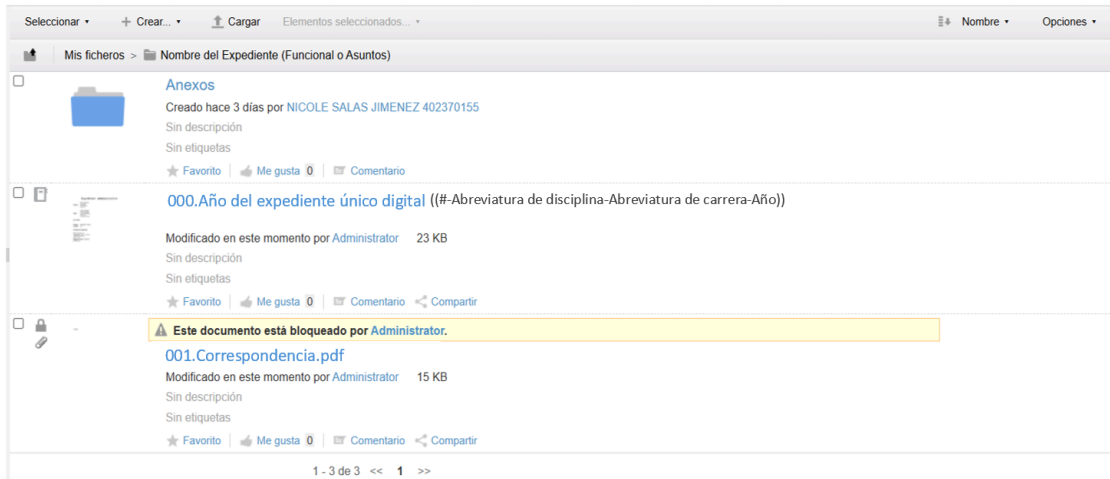 Seleccionar Crear... Cargar Elementos seleccionados... Nombre Opciones
Mis ficheros > Nombre del Expediente (Funcional o Asuntos)
Anexos
Creado hace 3 días por NICOLE SALAS JIMENEZ 402370155
Sin descripción
Sin etiquetas
Favorito Me gusta 0 Comentario
000.Año del expediente único digital ((#-Abreviatura de disciplina-Abreviatura de carrera-Año))
Modificado en este momento por Administrator 23 KB
Sin descripción
Sin etiquetas
Favorito Me gusta 0 Comentario Compartir
Este documento está bloqueado por Administrator.
001.Correspondencia.pdf
Modificado en este momento por Administrator 15 KB
Sin descripción
Sin etiquetas
Favorito Me gusta 0 Comentario Compartir
1 - 3 de 3 << 1 >>